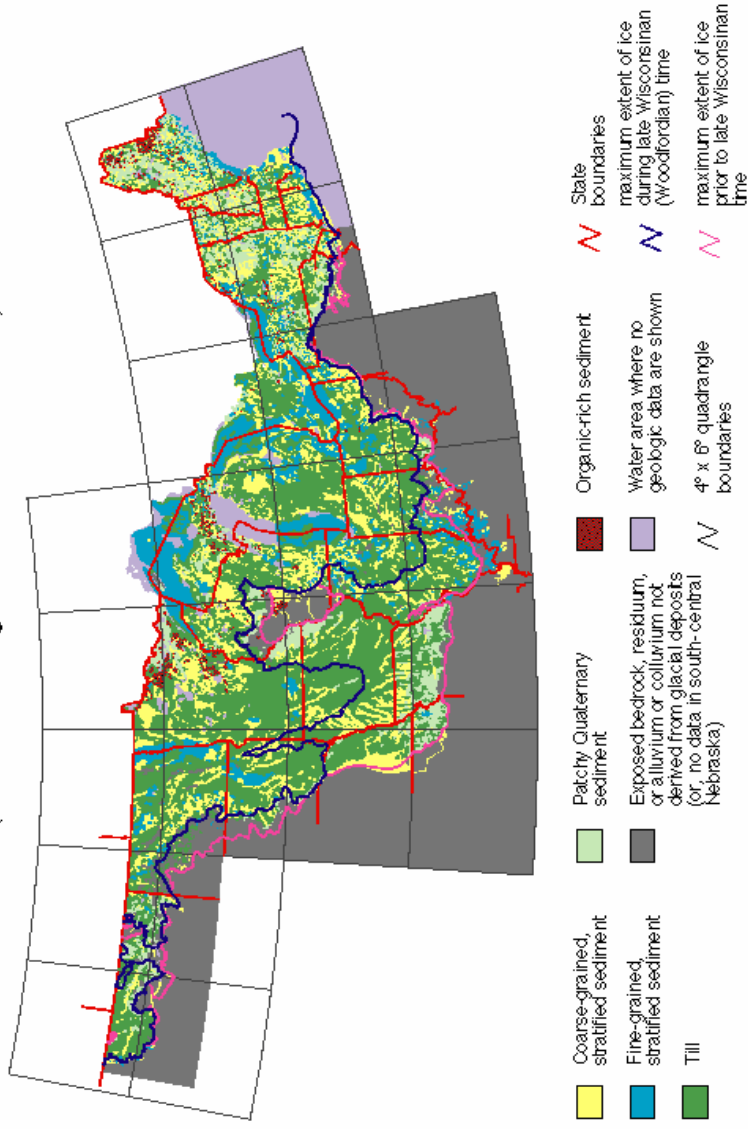 Coarse-grained,
stratified sediment
Fine-grained,
stratified sediment
Till
Patchy Quaternary
sediment
Exposed bedrock, residuum,
or alluvium or colluvium not
derived from glacial deposits
(or, no data in south-central
Nebraska)
Organic-rich sediment
Water area where no
geologic data are shown
4° x 6° quadrangle
boundaries
State
boundaries
maximum extent of ice
during late Wisconsinan
(Woodfordian) time
maximum extent of ice
prior to late Wisconsinan
time